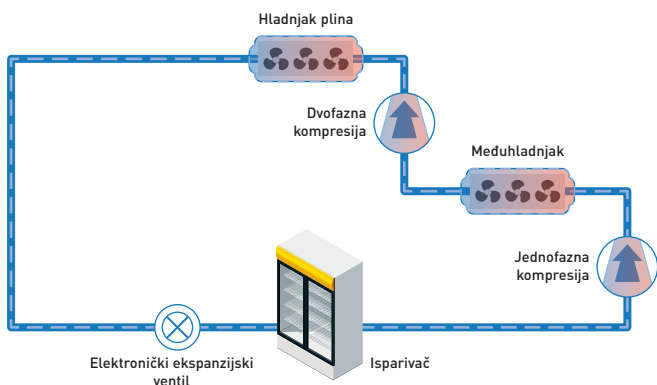 Hladnjak plina
Dvofazna
kompresija
Međuhladnjak
Jednofazna
kompresija
Elektronički ekspanzijski
ventil
Isparivač